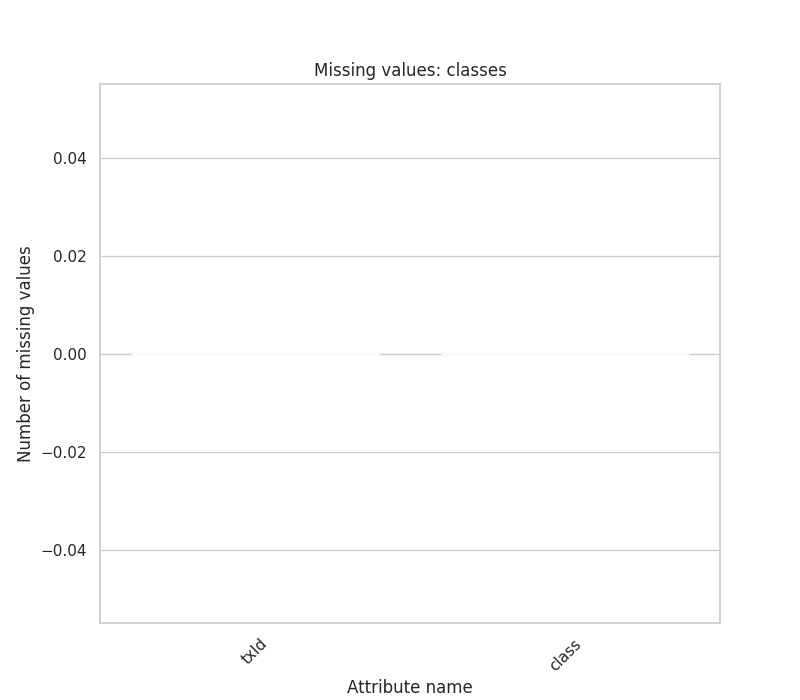 Missing values: classes
Number of missing values
0.04
0.02
0.00
−0.02
−0.04
txId
class
Attribute name